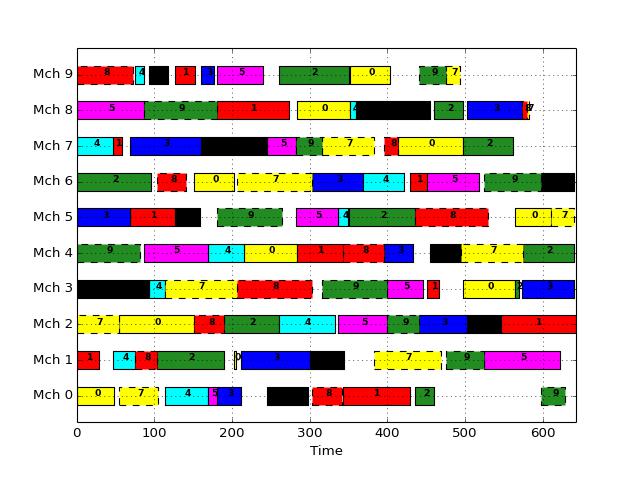 Mch 9 8 4 1 3 5 2 0 9 7
Mch 8 5 9 1 0 4 2 3 8 7
Mch 7 4 1 3 5 9 7 8 0 2
Mch 6 2 8 0 7 3 4 1 5 9
Mch 5 3 1 9 5 4 2 8 0 7
Mch 4 9 5 4 0 1 8 3 7 2
Mch 3 4 7 8 9 5 1 0 2 3
Mch 2 7 0 8 2 4 5 9 3 1
Mch 1 1 4 8 2 0 3 7 9 5
Mch 0 0 7 4 5 3 8 1 2 9
0 100 200 300 400 500 600
Time